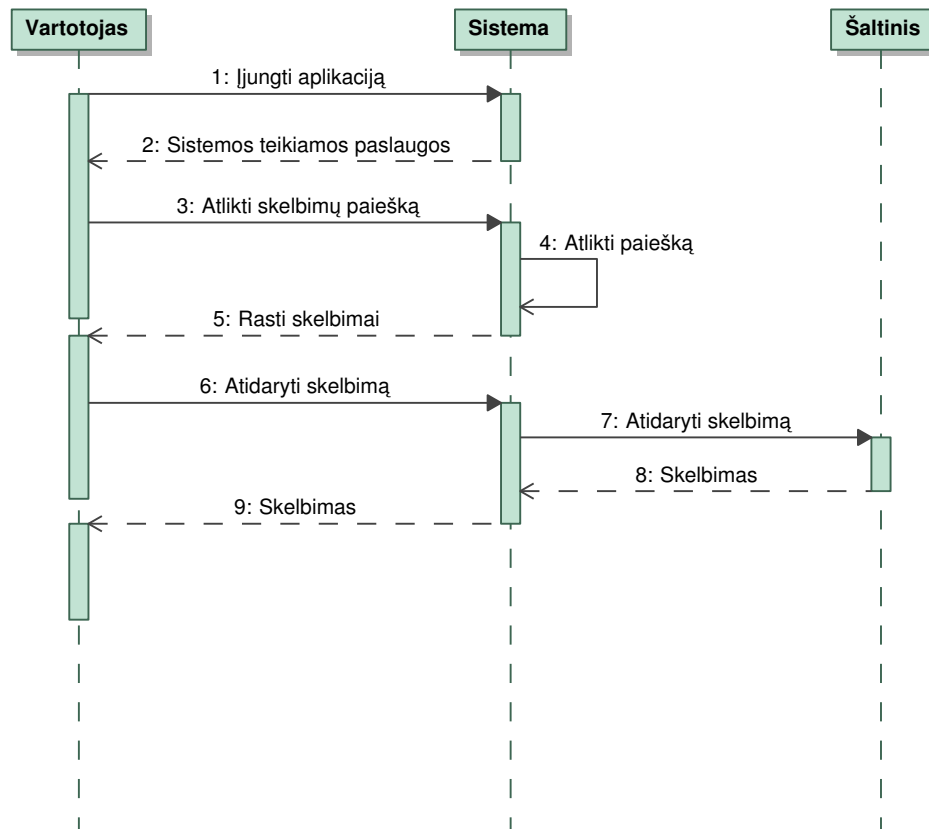 Vartotojas
Sistema
Šaltinis
1: Įjungti aplikaciją
2: Sistemos teikiamos paslaugos
3: Atlikti skelbimų paiešką
4: Atlikti paiešką
5: Rasti skelbimai
6: Atidaryti skelbimą
7: Atidaryti skelbimą
8: Skelbimas
9: Skelbimas